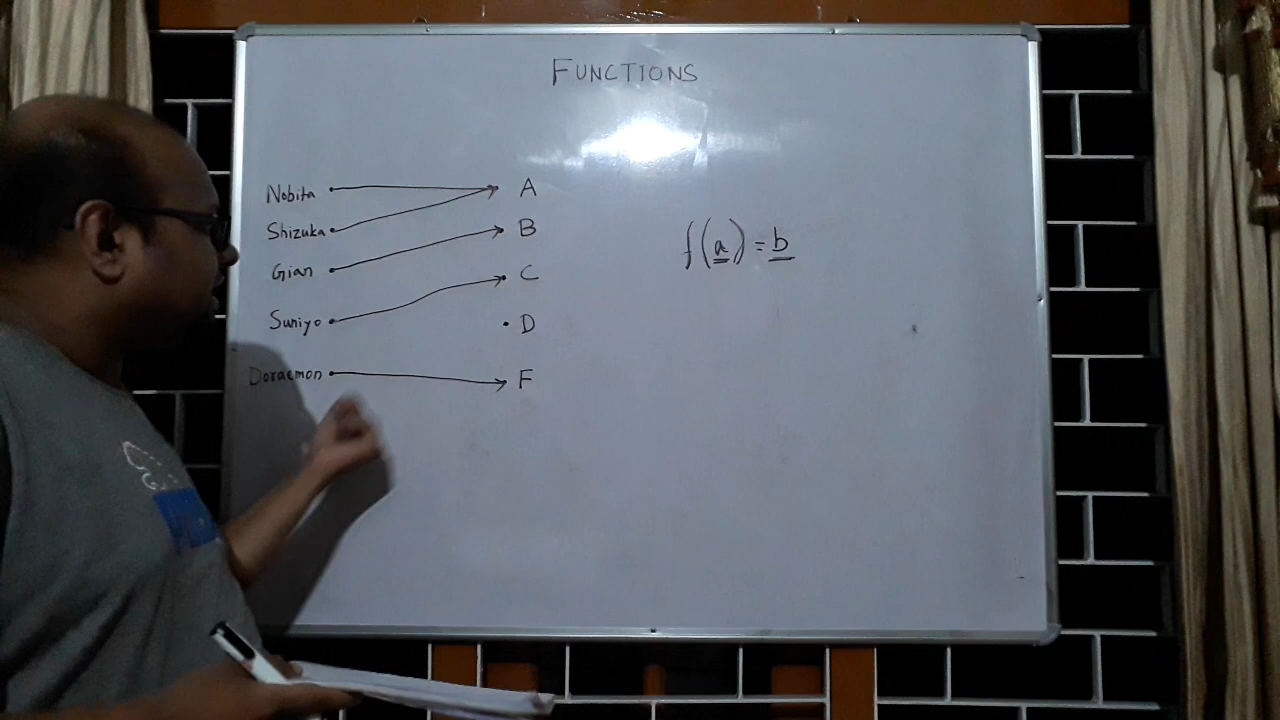 FUNCTIONS
Nobita A
Shizuka B
Gian C
Suniyo D
Doraemon F
f(a) = b